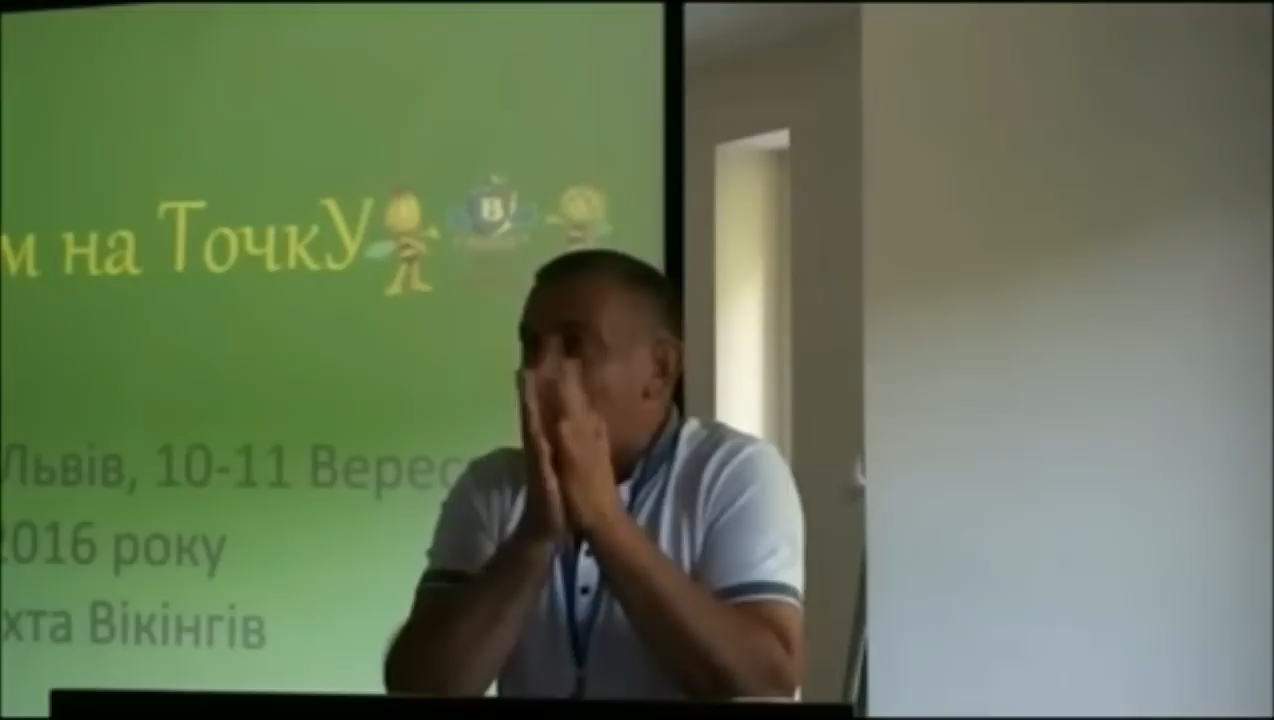 м на ТочкУ
В
Львів, 10-11 Верес
2016 року
хта Вікінгів